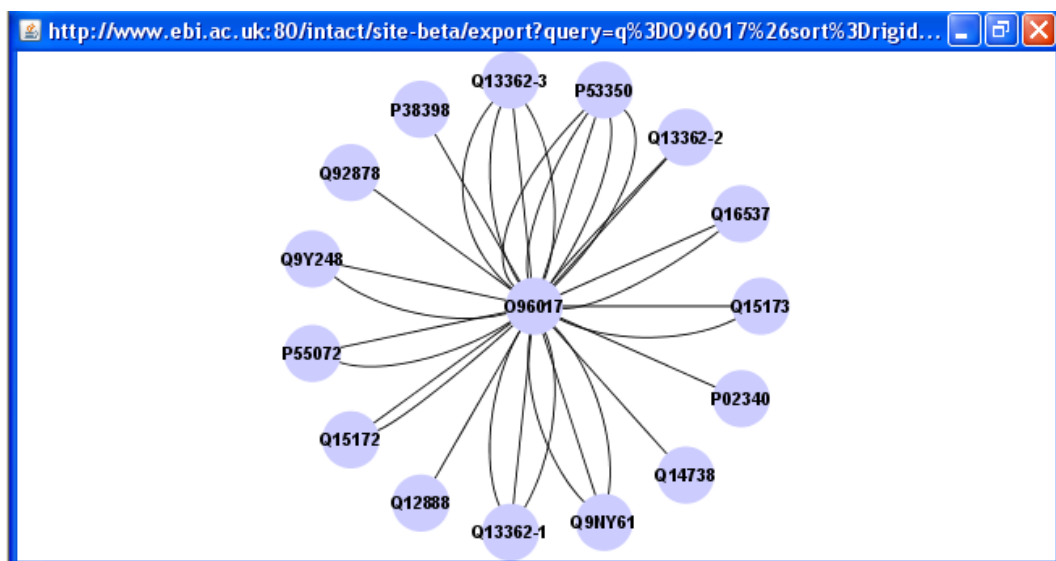 http://www.ebi.ac.uk:80/intact/site-beta/export?query=q%3DO96017%26sort%3Drigid...
Q13362-3
P53350
P38398
Q13362-2
Q92878
Q16537
Q9Y248
O96017
Q15173
P55072
P02340
Q15172
Q14738
Q12888
Q9NY61
Q13362-1